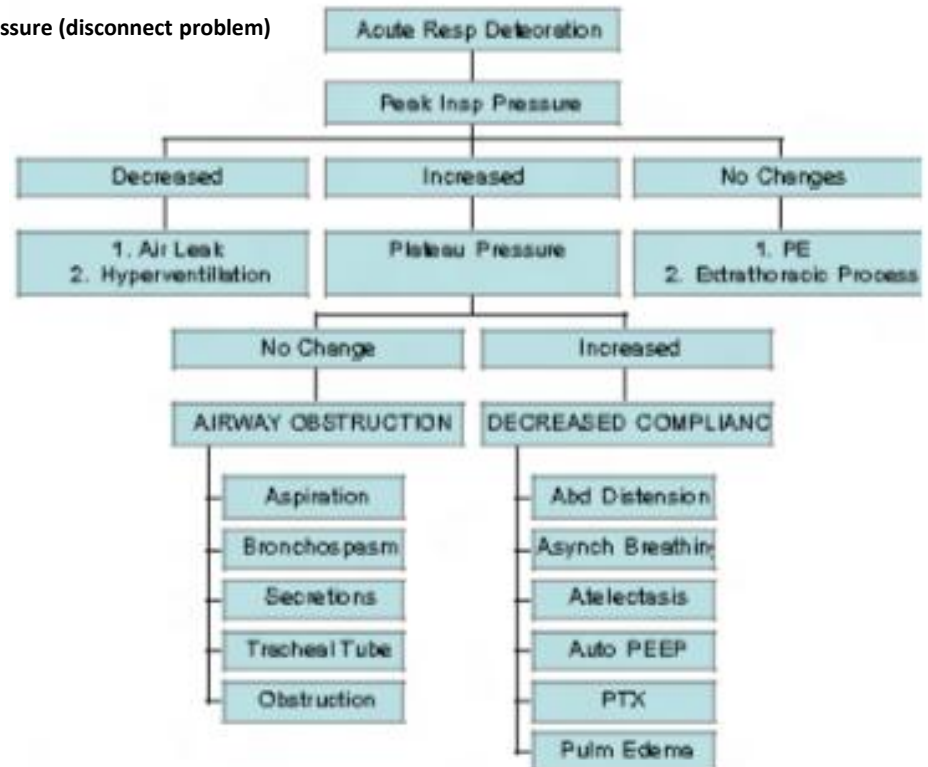 ssure (disconnect problem)
Acute Resp Deteoration
Peak Insp Pressure
Decreased
Increased
No Changes
1. Air Leak
2. Hyperventillation
Plateau Pressure
1. PE
2. Extrathoracic Process
No Change
Increased
AIRWAY OBSTRUCTION
DECREASED COMPLIANC
Aspiration
Bronchospasm
Secretions
Tracheal Tube
Obstruction
Abd Distension
Asynch Breathin
Atelectasis
Auto PEEP
PTX
Pulm Edema